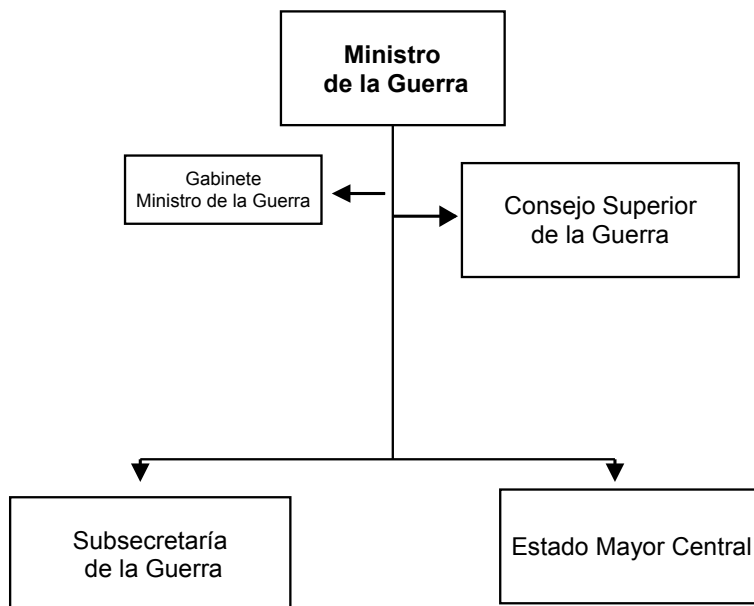 Ministro
de la Guerra
Gabinete
Ministro de la Guerra
Consejo Superior
de la Guerra
Subsecretaría
de la Guerra
Estado Mayor Central